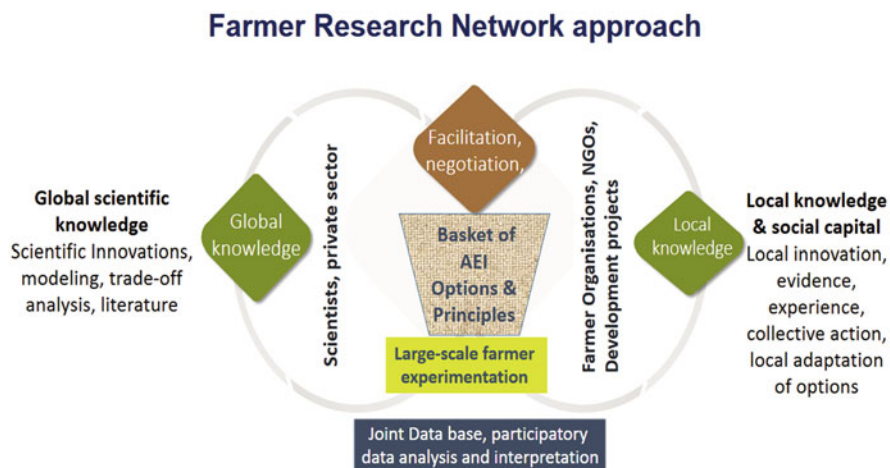 Farmer Research Network approach
Facilitation,
negotiation,
Global scientific
knowledge
Scientific Innovations,
modeling, trade-off
analysis, literature
Global
knowledge
Scientists, private sector
Basket of
AEI
Options &
Principles
Large-scale farmer
experimentation
Farmer Organisations, NGOs,
Development projects
Local
knowledge
Local knowledge
& social capital
Local innovation,
evidence,
experience,
collective action,
local adaptation
of options
Joint Data base, participatory
data analysis and interpretation